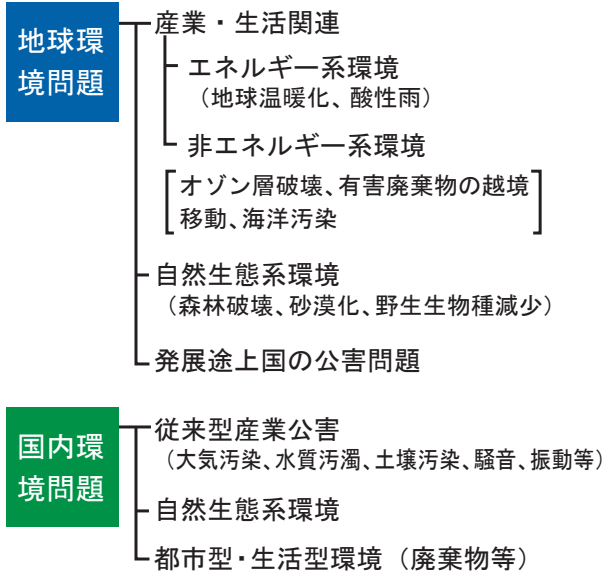 地球環
境問題
産業・生活関連
エネルギー系環境
（地球温暖化、酸性雨）
非エネルギー系環境
オゾン層破壊、有害廃棄物の越境
移動、海洋汚染
自然生態系環境
（森林破壊、砂漠化、野生生物種減少）
発展途上国の公害問題
国内環
境問題
従来型産業公害
（大気汚染、水質汚濁、土壌汚染、騒音、振動等）
自然生態系環境
都市型・生活型環境（廃棄物等）